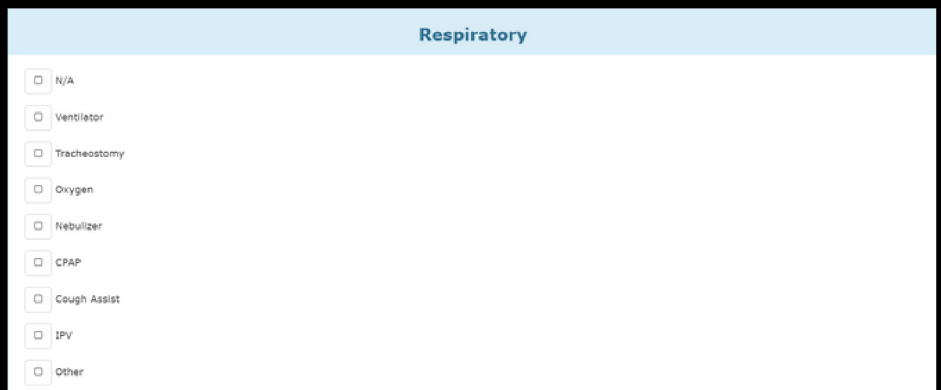 Respiratory
N/A
Ventilator
Tracheostomy
Oxygen
Nebulizer
CPAP
Cough Assist
IPV
Other